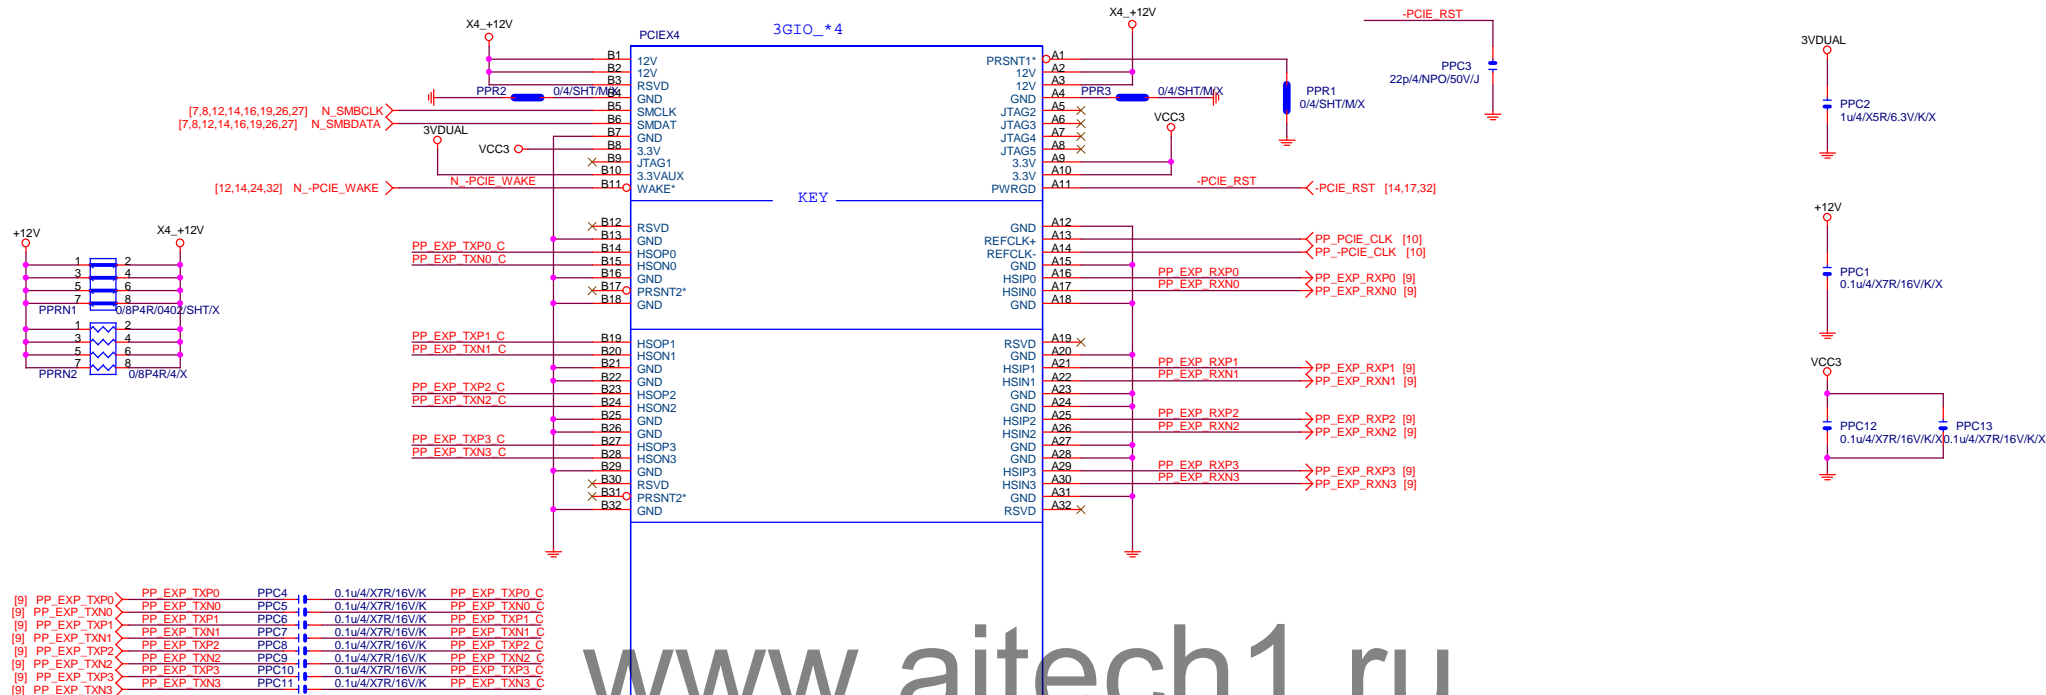 X4_+12V
PCIEX4
3GIO_*4
X4_+12V
-PCIE_RST
3VDUAL
B1 12V
B2 12V
B3 RSVD
B4 GND
B5 SMCLK
B6 SMDAT
B7 GND
B8 3.3V
B9 JTAG1
B10 3.3VAUX
B11 WAKE*
PPR2 0/4/SHT/M/X
[7,8,12,14,16,19,26,27] N_SMBCLK
[7,8,12,14,16,19,26,27] N_SMBDATA
3VDUAL
VCC3
[12,14,24,32] N_-PCIE_WAKE
N_-PCIE_WAKE
PRSNT1* A1
12V A2
12V A3
GND A4
JTAG2 A5
JTAG3 A6
JTAG4 A7
JTAG5 A8
3.3V A9
3.3V A10
PWRGD A11
PPR3 0/4/SHT/M/X
VCC3
PPR1
0/4/SHT/M/X
-PCIE_RST
-PCIE_RST [14,17,32]
PPC3
22p/4/NPO/50V/J
PPC2
1u/4/X5R/6.3V/K/X
KEY
B12 RSVD
B13 GND
B14 HSOP0
B15 HSON0
B16 GND
B17 PRSNT2*
B18 GND
PP_EXP_TXP0_C
PP_EXP_TXN0_C
GND A12
REFCLK+ A13
REFCLK- A14
GND A15
HSIP0 A16
HSIN0 A17
GND A18
PP_PCIE_CLK [10]
PP_-PCIE_CLK [10]
PP_EXP_RXP0
PP_EXP_RXP0 [9]
PP_EXP_RXN0
PP_EXP_RXN0 [9]
+12V
X4_+12V
1 2
3 4
5 6
7 8
PPRN1 0/8P4R/0402/SHT/X
1 2
3 4
5 6
7 8
PPRN2 0/8P4R/4/X
+12V
PPC1
0.1u/4/X7R/16V/K/X
B19 HSOP1
B20 HSON1
B21 GND
B22 GND
B23 HSOP2
B24 HSON2
B25 GND
B26 GND
B27 HSOP3
B28 HSON3
B29 GND
B30 RSVD
B31 PRSNT2*
B32 GND
PP_EXP_TXP1_C
PP_EXP_TXN1_C
PP_EXP_TXP2_C
PP_EXP_TXN2_C
PP_EXP_TXP3_C
PP_EXP_TXN3_C
RSVD A19
GND A20
HSIP1 A21
HSIN1 A22
GND A23
GND A24
HSIP2 A25
HSIN2 A26
GND A27
GND A28
HSIP3 A29
HSIN3 A30
GND A31
RSVD A32
PP_EXP_RXP1
PP_EXP_RXP1 [9]
PP_EXP_RXN1
PP_EXP_RXN1 [9]
PP_EXP_RXP2
PP_EXP_RXP2 [9]
PP_EXP_RXN2
PP_EXP_RXN2 [9]
PP_EXP_RXP3
PP_EXP_RXP3 [9]
PP_EXP_RXN3
PP_EXP_RXN3 [9]
VCC3
PPC12
0.1u/4/X7R/16V/K/X
PPC13
0.1u/4/X7R/16V/K/X
[9] PP_EXP_TXP0 PP_EXP_TXP0 PPC4 0.1u/4/X7R/16V/K PP_EXP_TXP0_C
[9] PP_EXP_TXN0 PP_EXP_TXN0 PPC5 0.1u/4/X7R/16V/K PP_EXP_TXN0_C
[9] PP_EXP_TXP1 PP_EXP_TXP1 PPC6 0.1u/4/X7R/16V/K PP_EXP_TXP1_C
[9] PP_EXP_TXN1 PP_EXP_TXN1 PPC7 0.1u/4/X7R/16V/K PP_EXP_TXN1_C
[9] PP_EXP_TXP2 PP_EXP_TXP2 PPC8 0.1u/4/X7R/16V/K PP_EXP_TXP2_C
[9] PP_EXP_TXN2 PP_EXP_TXN2 PPC9 0.1u/4/X7R/16V/K PP_EXP_TXN2_C
[9] PP_EXP_TXP3 PP_EXP_TXP3 PPC10 0.1u/4/X7R/16V/K PP_EXP_TXP3_C
[9] PP_EXP_TXN3 PP_EXP_TXN3 PPC11 0.1u/4/X7R/16V/K PP_EXP_TXN3_C
www.aitech1.ru